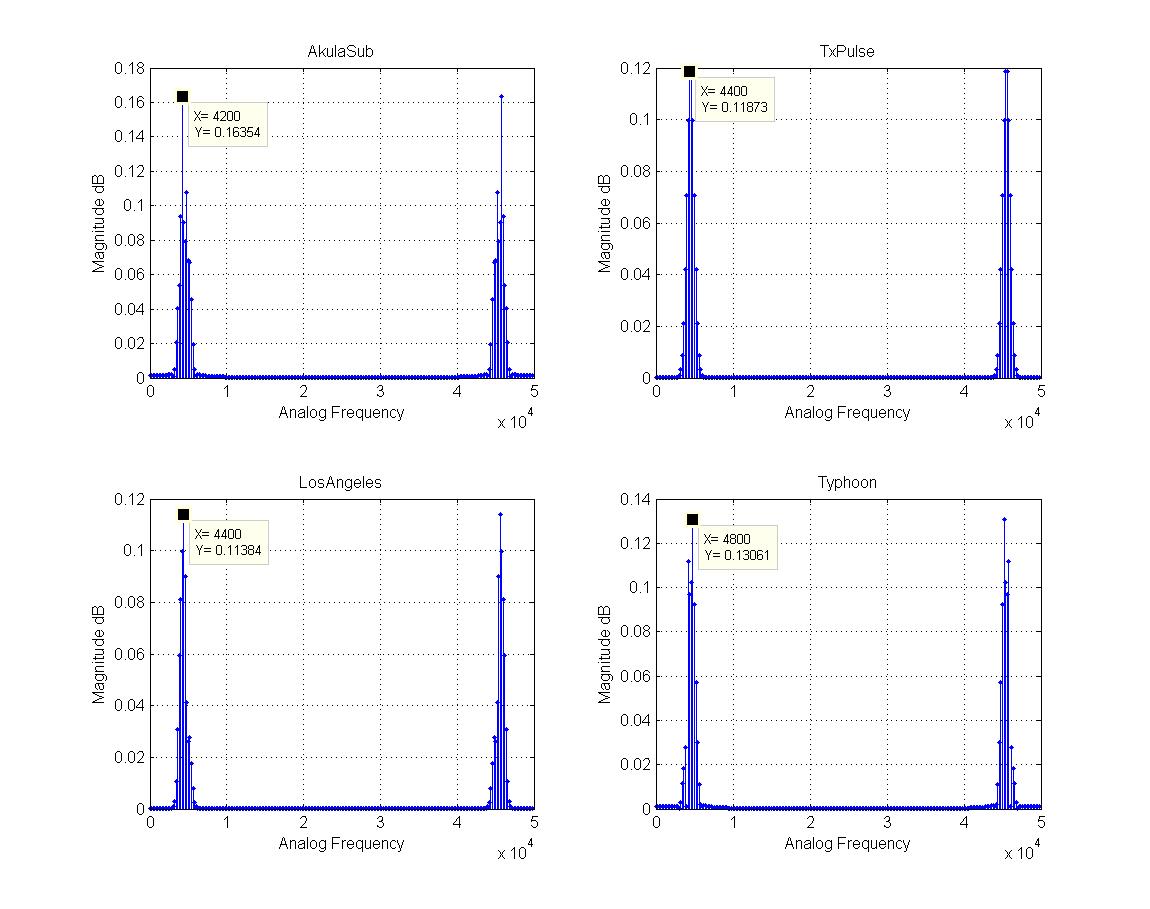 AkulaSub
0.18
0.16
0.14
0.12
0.1
0.08
0.06
0.04
0.02
0
Magnitude dB
X= 4200
Y= 0.16354
0 1 2 3 4 5
Analog Frequency
x 10^4
TxPulse
0.12
0.1
0.08
0.06
0.04
0.02
0
Magnitude dB
X= 4400
Y= 0.11873
0 1 2 3 4 5
Analog Frequency
x 10^4
LosAngeles
0.12
0.1
0.08
0.06
0.04
0.02
0
Magnitude dB
X= 4400
Y= 0.11384
0 1 2 3 4 5
Analog Frequency
x 10^4
Typhoon
0.14
0.12
0.1
0.08
0.06
0.04
0.02
0
Magnitude dB
X= 4800
Y= 0.13061
0 1 2 3 4 5
Analog Frequency
x 10^4